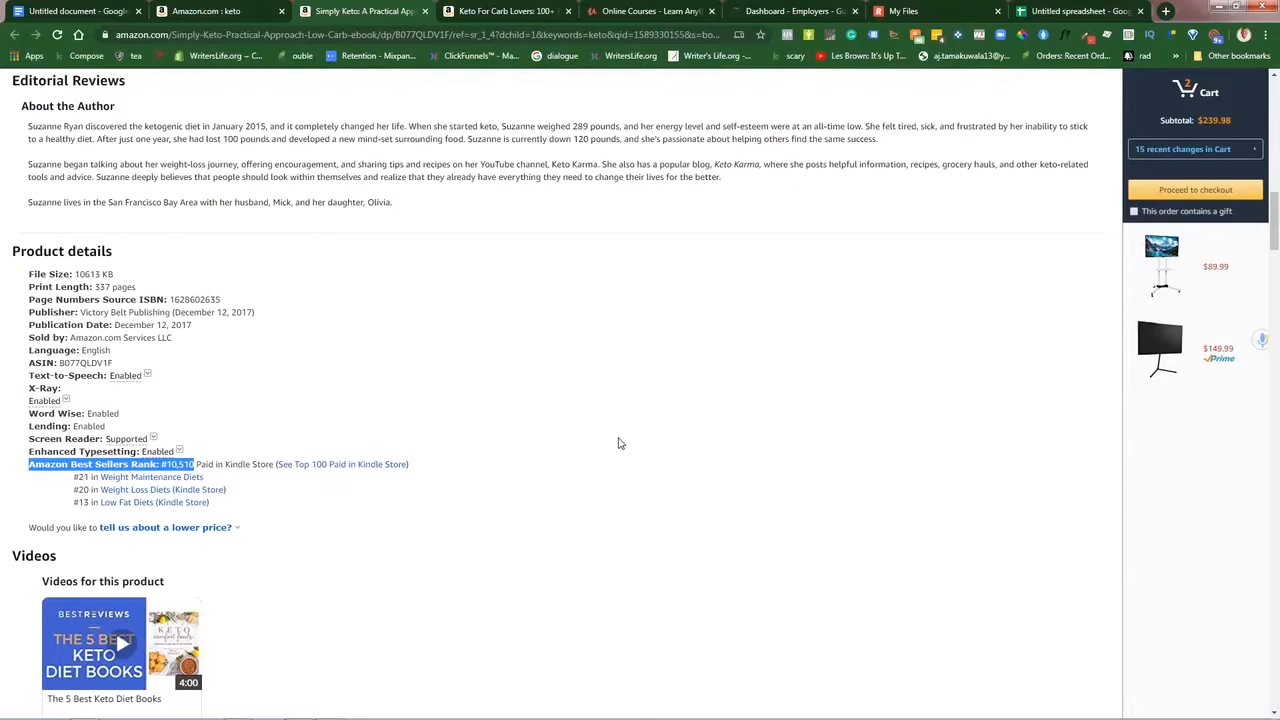 Untitled document - Google Docs
Amazon.com : keto
Simply Keto: A Practical App
Keto For Carb Lovers: 100+
Online Courses - Learn Any
Dashboard - Employers - G
My Files
Untitled spreadsheet - Goog
amazon.com/Simply-Keto-Practical-Approach-Low-Carb-ebook/dp/B077QLDV1F/ref=sr_1_4?dchild=1&keywords=keto&qid=1589330155&s=bo...
Apps
Compose
tea
WritersLife.org ~ C...
ouble
Retention - Mixpan...
ClickFunnels™ - Ma...
dialogue
WritersLife.org
Writer's Life.org -...
scary
Les Brown: It's Up T...
aj.tamakuwala13@y...
Orders: Recent Ord...
rad
Other bookmarks
Editorial Reviews
About the Author
Suzanne Ryan discovered the ketogenic diet in January 2015, and it completely changed her life. When she started keto, Suzanne weighed 289 pounds, and her energy level and self-esteem were at an all-time low. She felt tired, sick, and frustrated by her inability to stick
to a healthy diet. After just one year, she had lost 100 pounds and developed a new mind-set surrounding food. Suzanne is currently down 120 pounds, and she's passionate about helping others find the same success.
Suzanne began talking about her weight-loss journey, offering encouragement, and sharing tips and recipes on her YouTube channel, Keto Karma. She also has a popular blog, Keto Karma, where she posts helpful information, recipes, grocery hauls, and other keto-related
tools and advice. Suzanne deeply believes that people should look within themselves and realize that they already have everything they need to change their lives for the better.
Suzanne lives in the San Francisco Bay Area with her husband, Mick, and her daughter, Olivia.
Product details
File Size: 10613 KB
Print Length: 337 pages
Page Numbers Source ISBN: 1628602635
Publisher: Victory Belt Publishing (December 12, 2017)
Publication Date: December 12, 2017
Sold by: Amazon.com Services LLC
Language: English
ASIN: B077QLDV1F
Text-to-Speech: Enabled
X-Ray:
Enabled
Word Wise: Enabled
Lending: Enabled
Screen Reader: Supported
Enhanced Typesetting: Enabled
Amazon Best Sellers Rank: #10,510 Paid in Kindle Store (See Top 100 Paid in Kindle Store)
#21 in Weight Maintenance Diets
#20 in Weight Loss Diets (Kindle Store)
#13 in Low Fat Diets (Kindle Store)
Would you like to tell us about a lower price?
Videos
Videos for this product
BESTREVIEWS
THE 5 BEST
KETO
DIET BOOKS
KETO
comfort foods
4:00
The 5 Best Keto Diet Books
2
Cart
Subtotal: $239.98
15 recent changes in Cart
Proceed to checkout
This order contains a gift
$89.99
$149.99
Prime